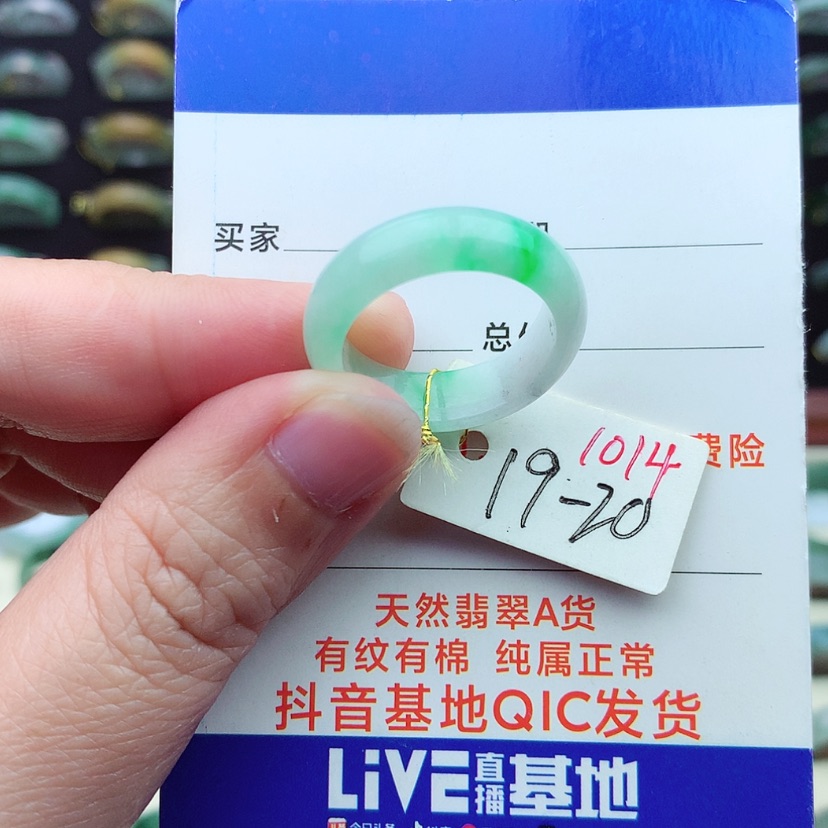 买家
总
费险
1014
19-20
天然翡翠A货
有纹有棉 纯属正常
抖音基地QIC发货
LIVE直播基地